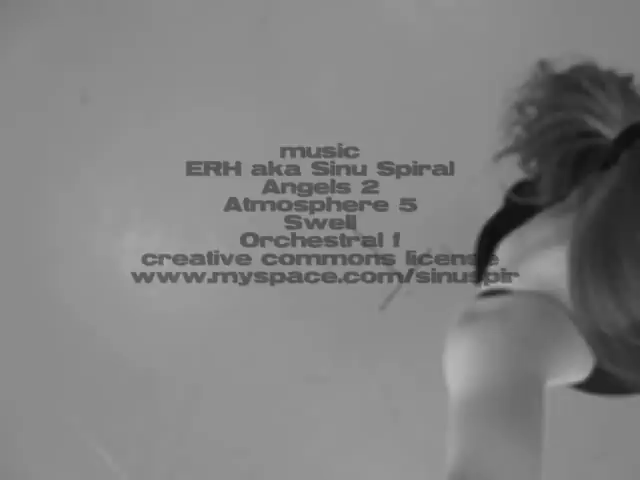 music
ERH aka Sinu Spiral
Angels 2
Atmosphere 5
Swell
Orchestral 1
creative commons license
www.myspace.com/sinuspir